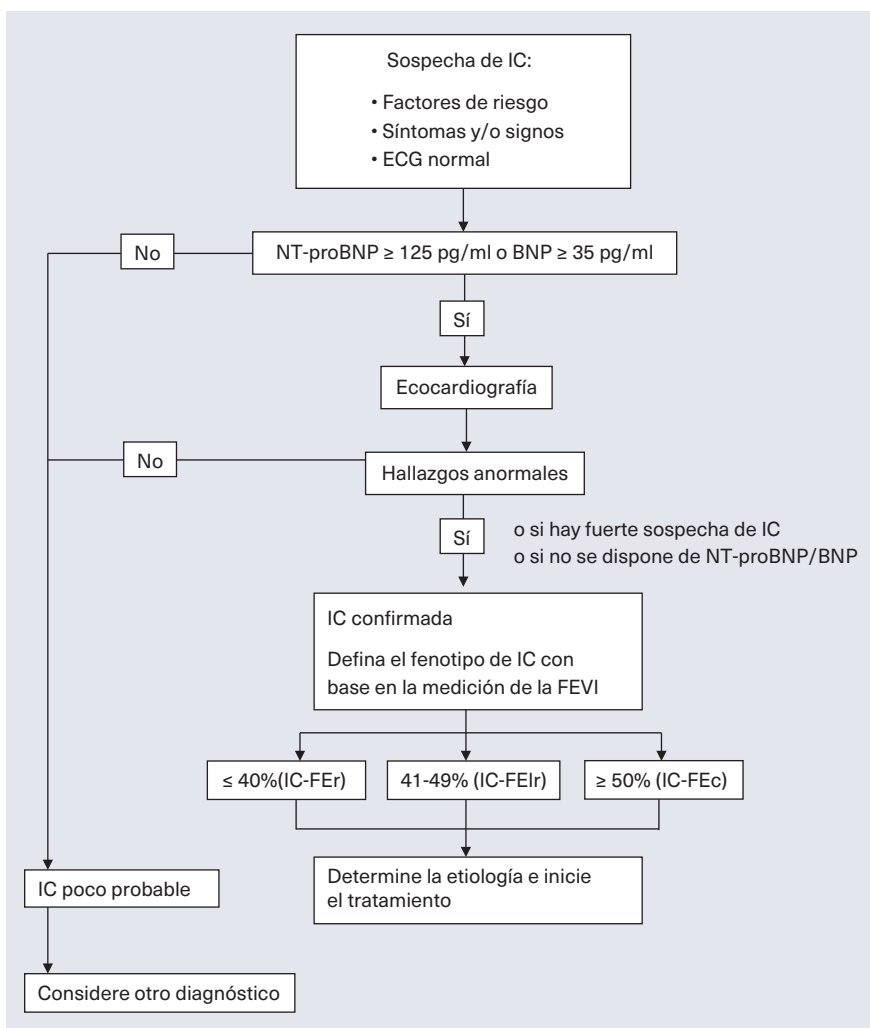 Sospecha de IC:
• Factores de riesgo
• Síntomas y/o signos
• ECG normal
No
NT-proBNP ≥ 125 pg/ml o BNP ≥ 35 pg/ml
Sí
Ecocardiografía
No
Hallazgos anormales
Sí
o si hay fuerte sospecha de IC
o si no se dispone de NT-proBNP/BNP
IC confirmada
Defina el fenotipo de IC con
base en la medición de la FEVI
≤ 40%(IC-FEr)
41-49% (IC-FElr)
≥ 50% (IC-FEc)
IC poco probable
Determine la etiología e inicie
el tratamiento
Considere otro diagnóstico